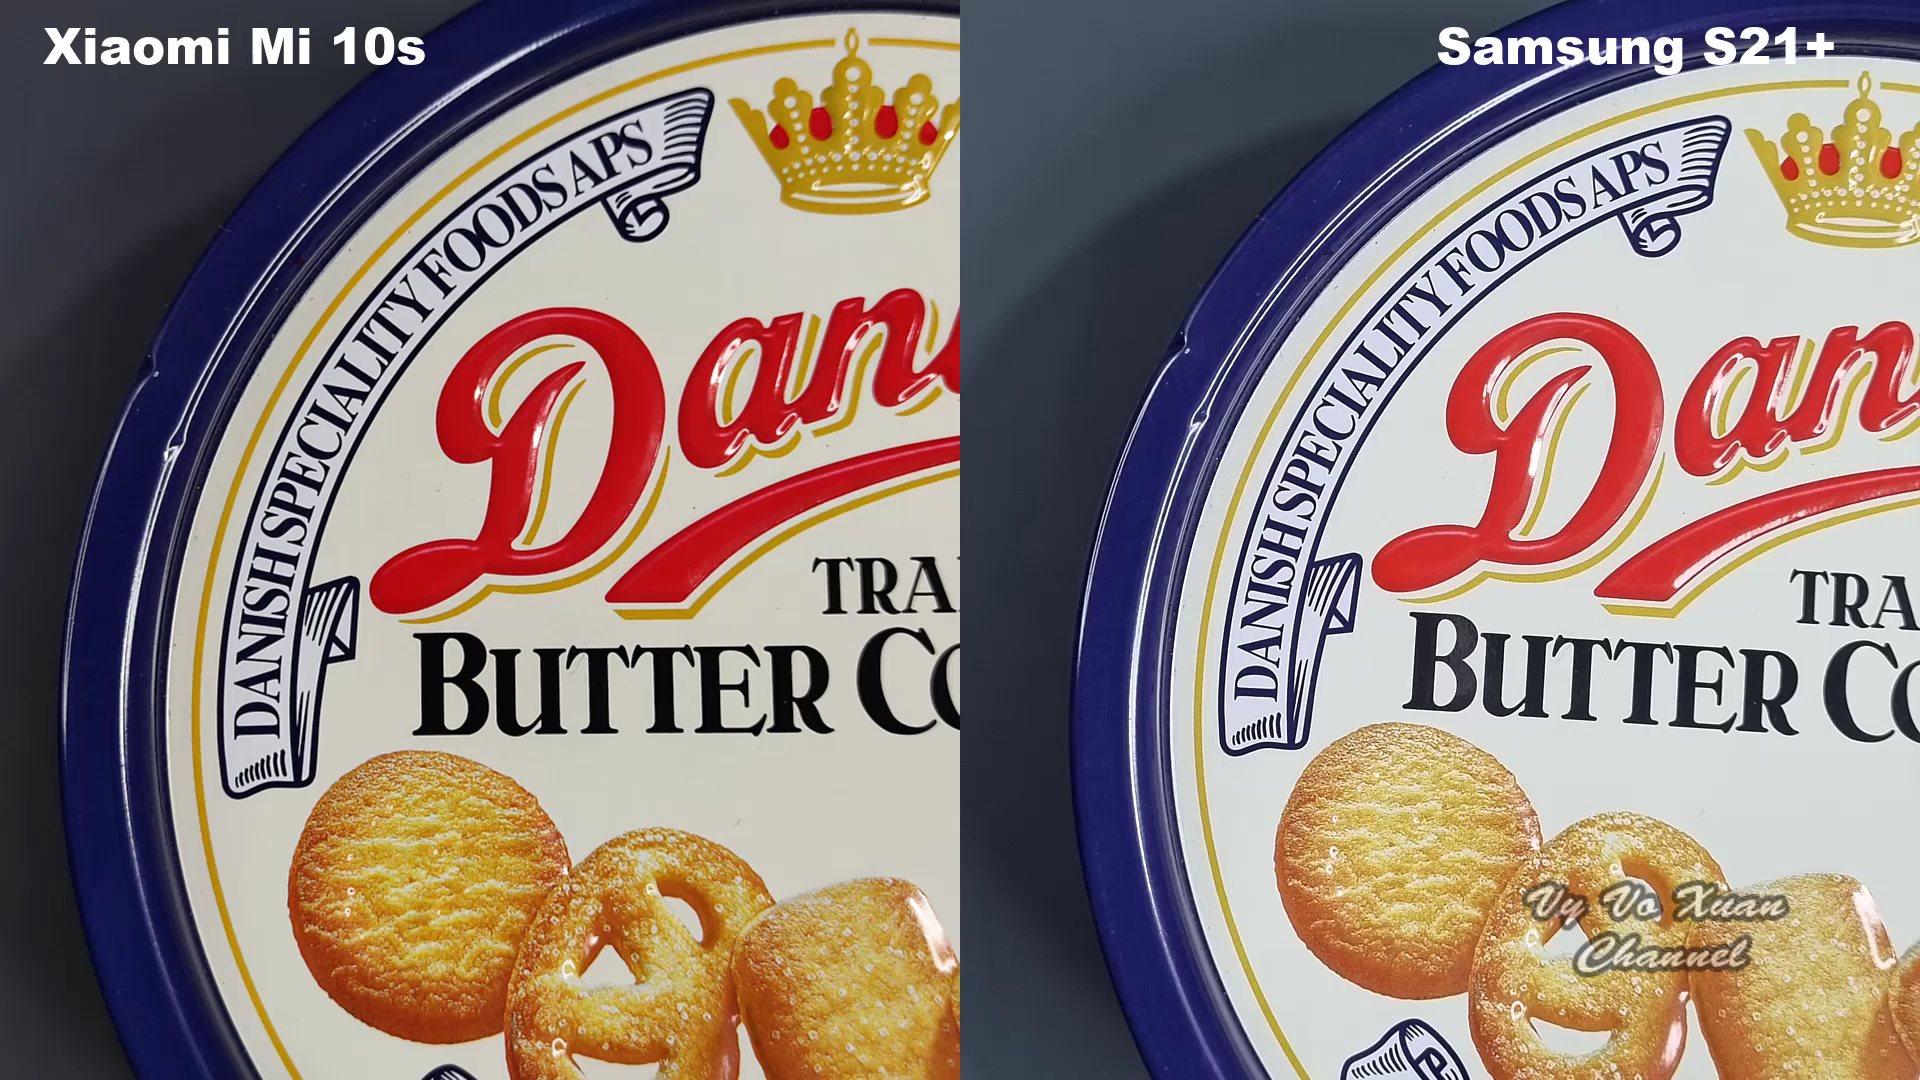 Xiaomi Mi 10s
DANISH SPECIALITY FOODS APS
Dan
TRA
BUTTER CO
Samsung S21+
DANISH SPECIALITY FOODS APS
Dan
TRA
BUTTER CO
Vy Vo Xuan
Channel